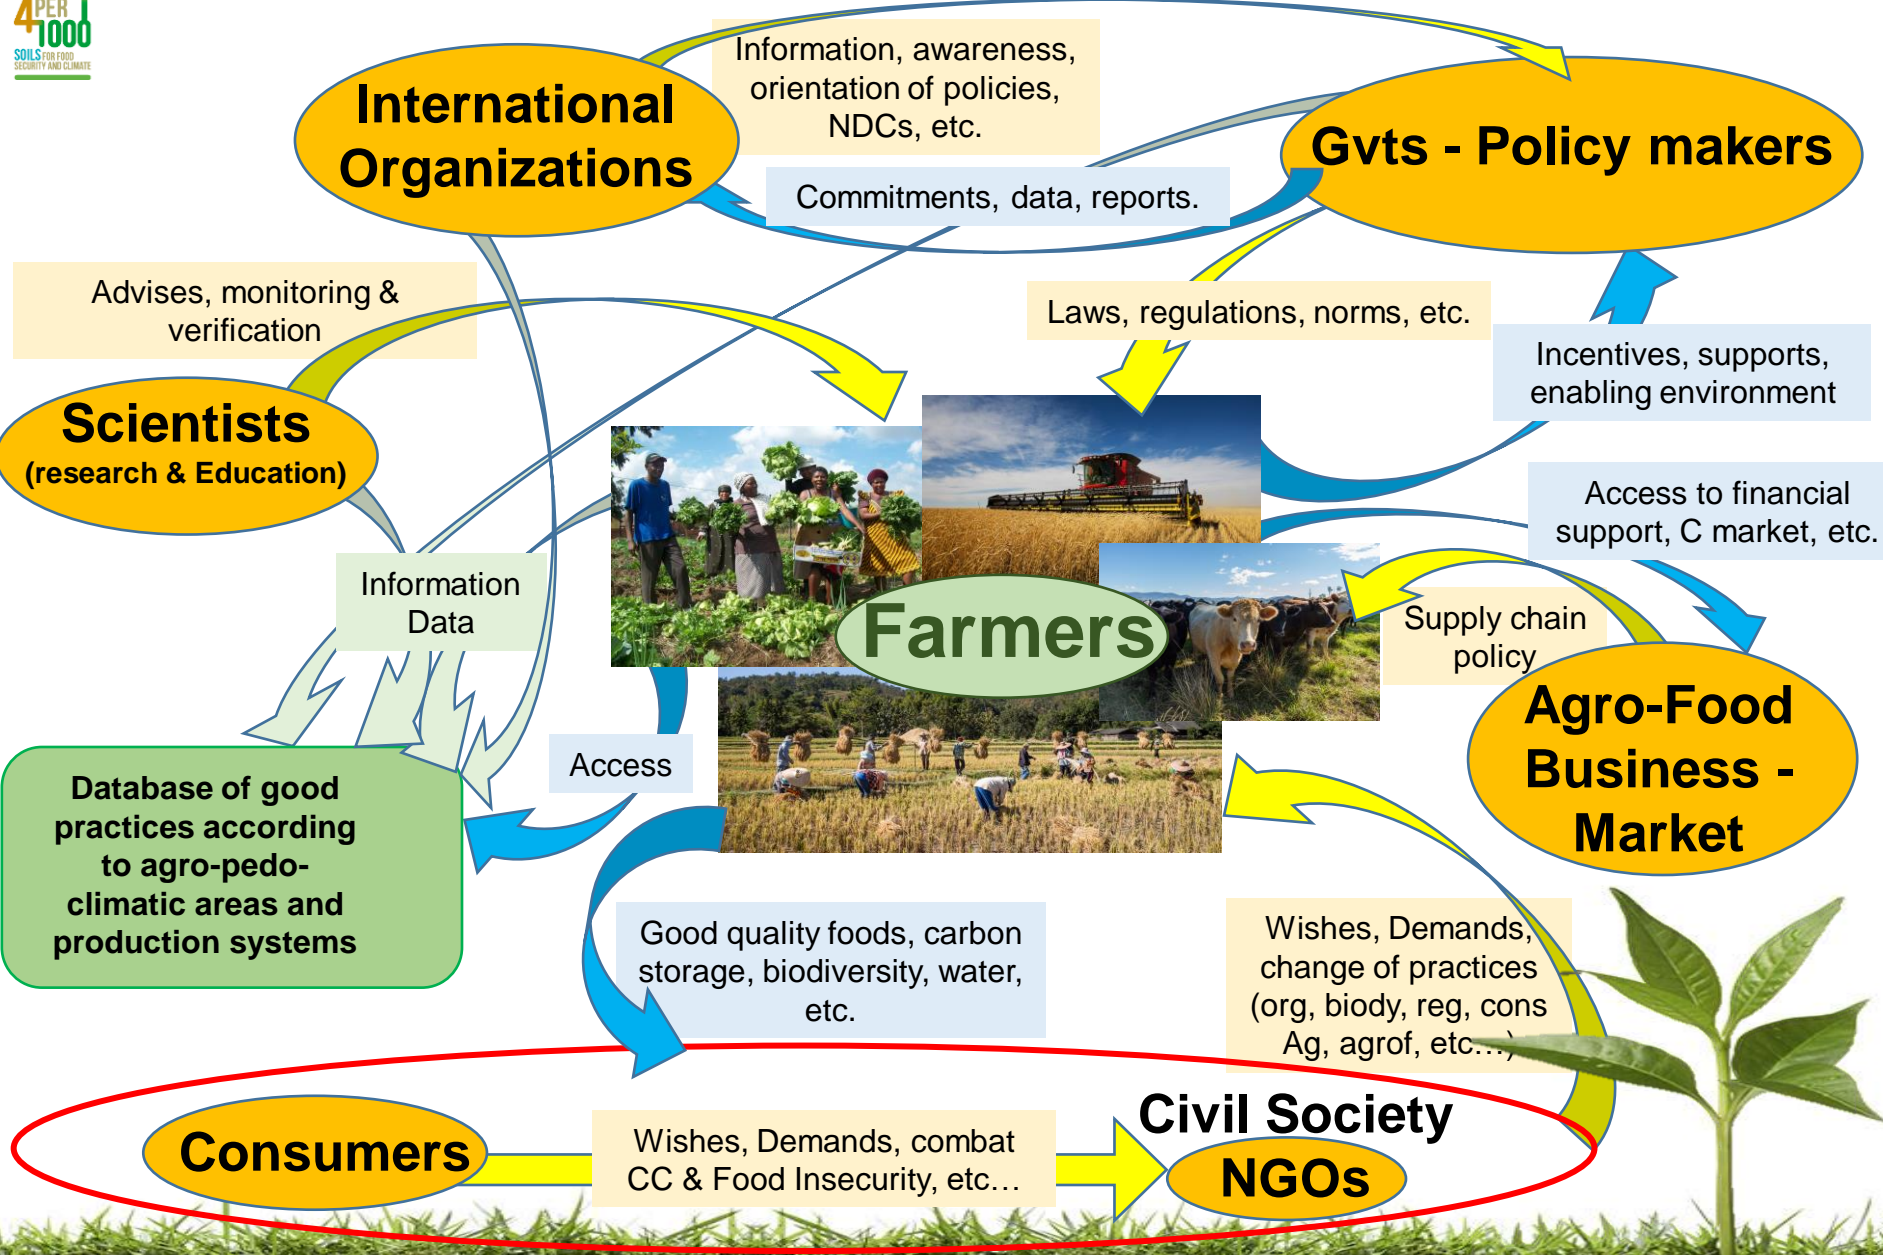 4PER
1000
SOILS FOR FOOD
SECURITY AND CLIMATE
International
Organizations
Information, awareness,
orientation of policies,
NDCs, etc.
Gvts - Policy makers
Commitments, data, reports.
Advises, monitoring &
verification
Laws, regulations, norms, etc.
Incentives, supports,
enabling environment
Scientists
(research & Education)
Access to financial
support, C market, etc.
Information
Data
Farmers
Supply chain
policy
Agro-Food
Business -
Market
Access
Database of good
practices according
to agro-pedo-
climatic areas and
production systems
Good quality foods, carbon
storage, biodiversity, water,
etc.
Wishes, Demands,
change of practices
(org, biody, reg, cons
Ag, agrof, etc…)
Civil Society
Consumers
Wishes, Demands, combat
CC & Food Insecurity, etc…
NGOs